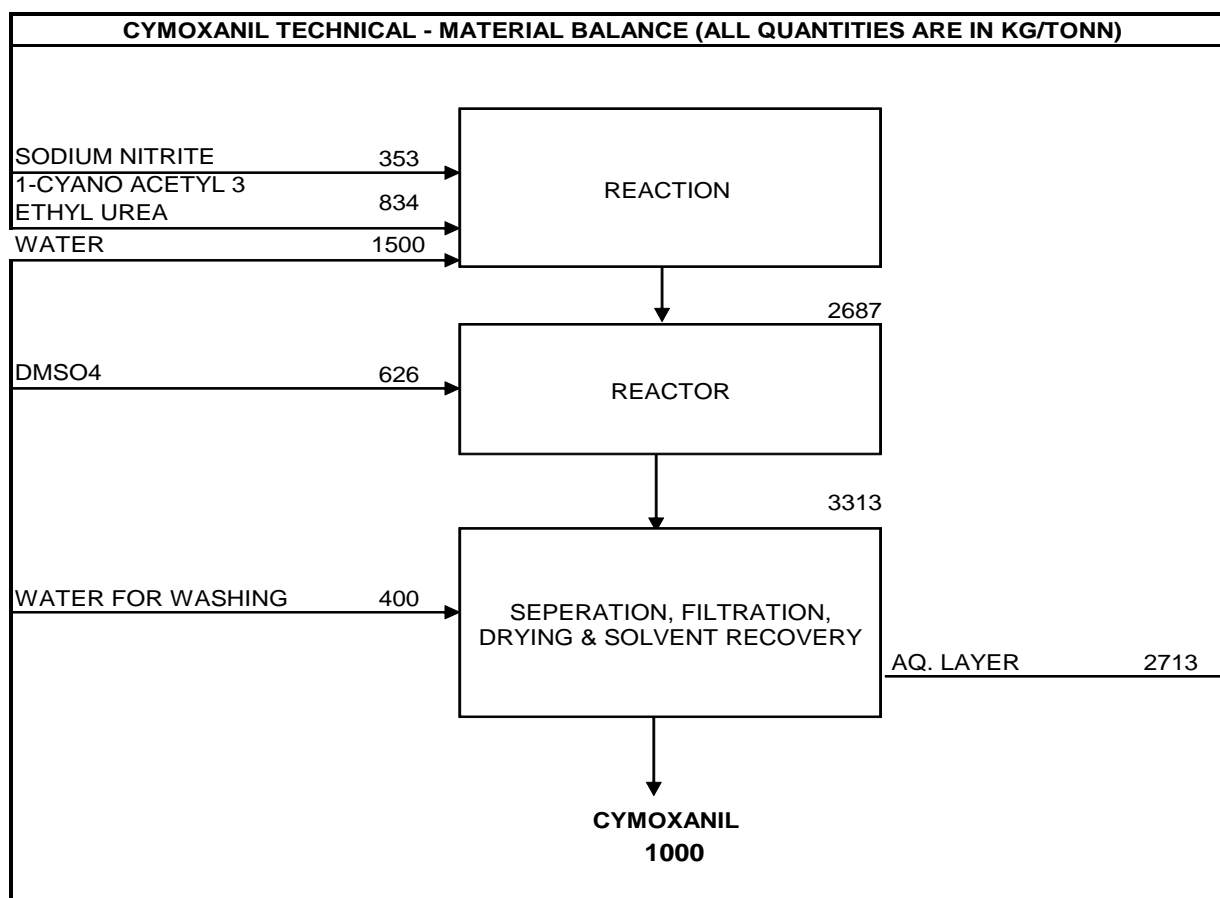 CYMOXANIL TECHNICAL - MATERIAL BALANCE (ALL QUANTITIES ARE IN KG/TONN)
SODIUM NITRITE 353
1-CYANO ACETYL 3
ETHYL UREA 834
WATER 1500
REACTION
2687
DMSO4 626
REACTOR
3313
WATER FOR WASHING 400
SEPERATION, FILTRATION,
DRYING & SOLVENT RECOVERY
AQ. LAYER 2713
CYMOXANIL
1000